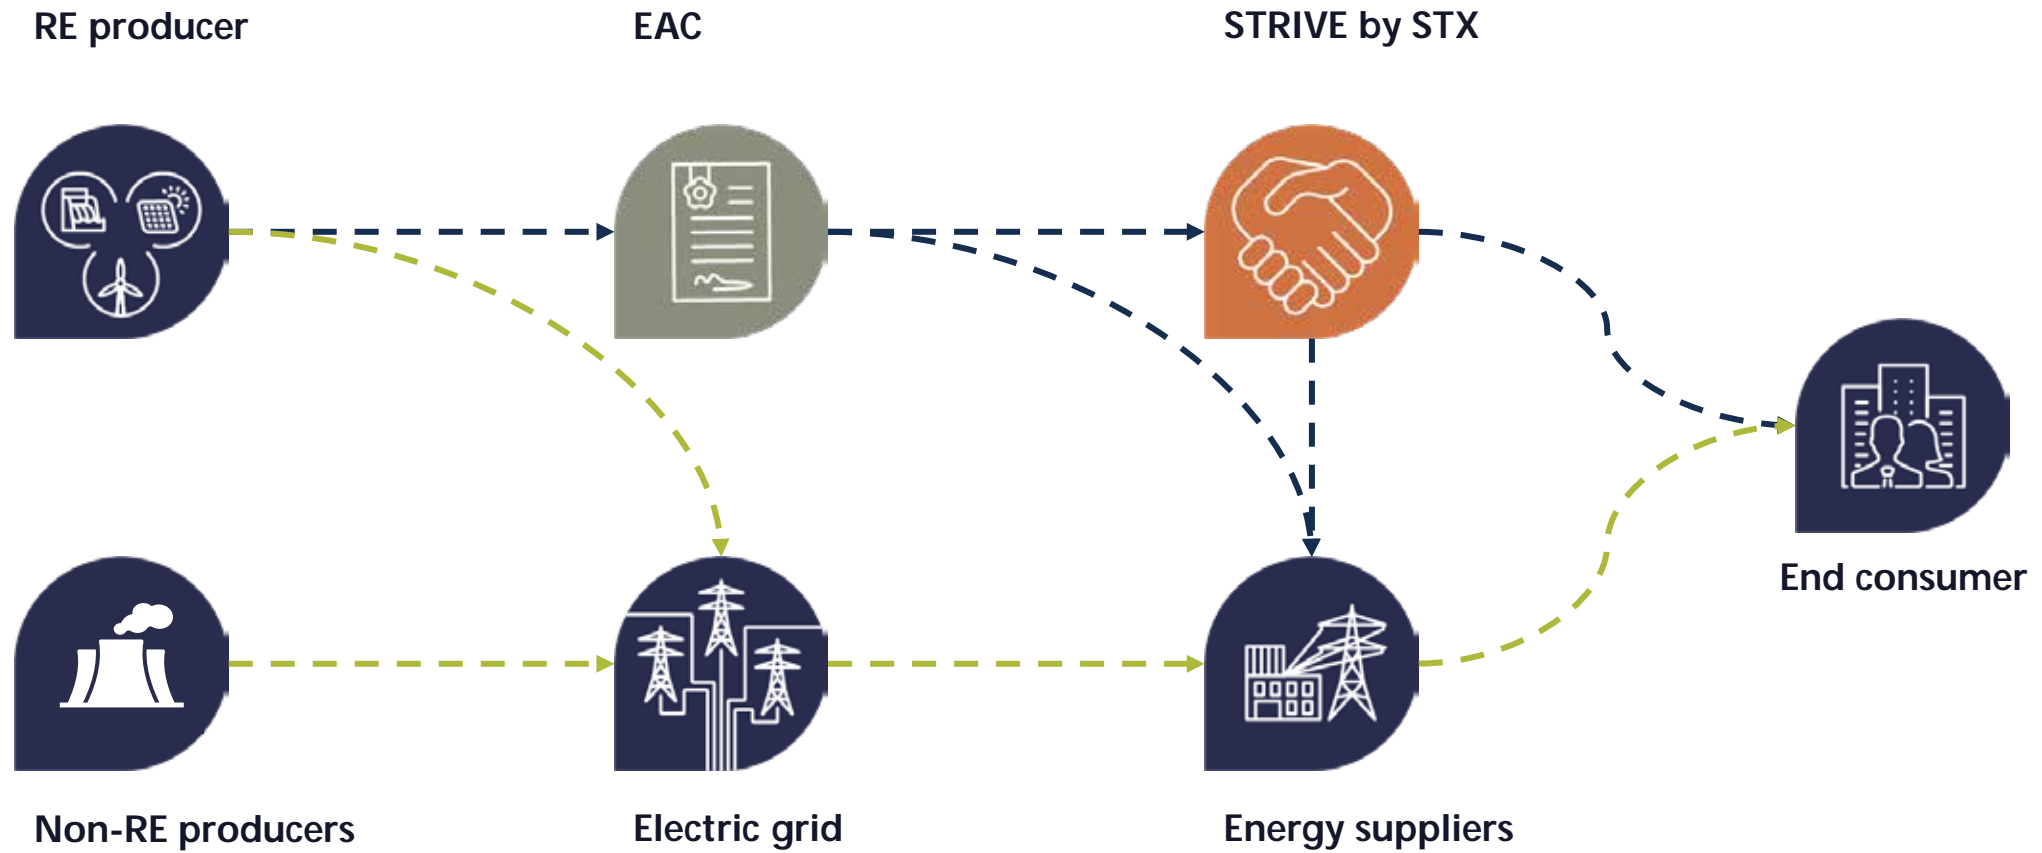 RE producer
EAC
STRIVE by STX
End consumer
Non-RE producers
Electric grid
Energy suppliers